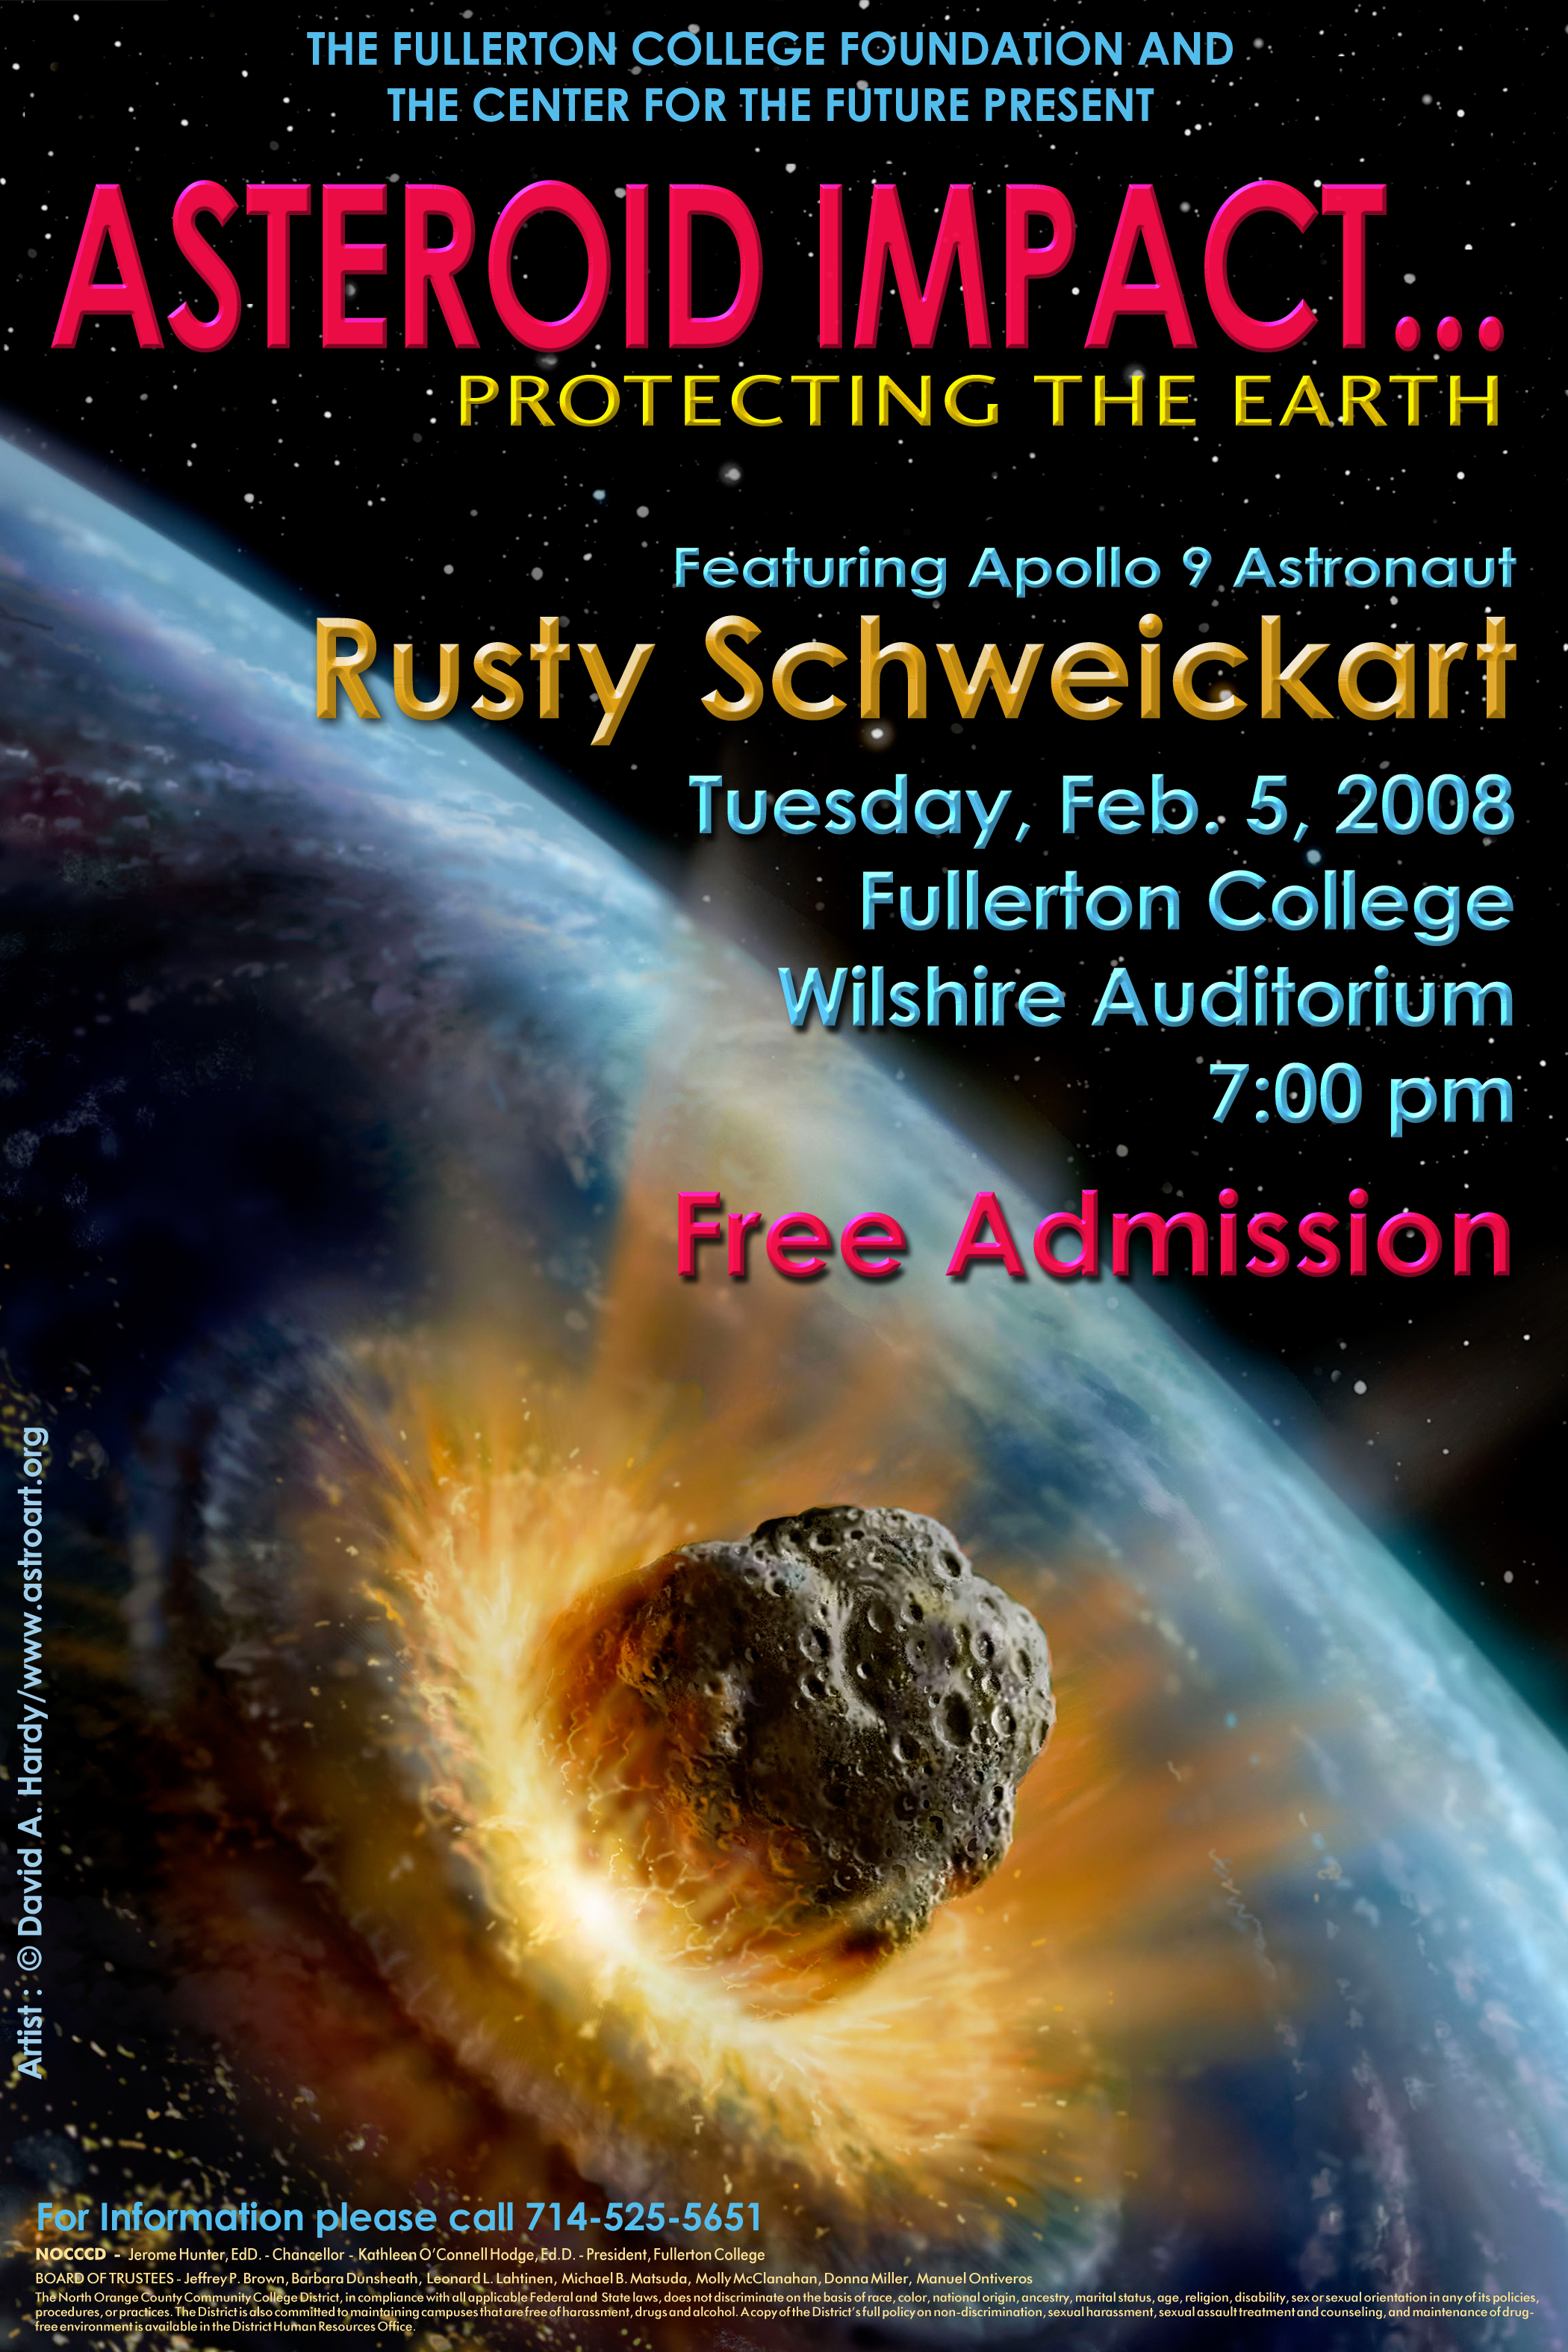 THE FULLERTON COLLEGE FOUNDATION AND
THE CENTER FOR THE FUTURE PRESENT
ASTEROID IMPACT...
PROTECTING THE EARTH
Featuring Apollo 9 Astronaut
Rusty Schweickart
Tuesday, Feb. 5, 2008
Fullerton College
Wilshire Auditorium
7:00 pm
Free Admission
Artist : © David A. Hardy/www.astroart.org
For Information please call 714-525-5651
NOCCCD - Jerome Hunter, EdD. - Chancellor - Kathleen O'Connell Hodge, Ed.D. - President, Fullerton College
BOARD OF TRUSTEES - Jeffrey P. Brown, Barbara Dunsheath, Leonard L. Lahtinen, Michael B. Matsuda, Molly McClanahan, Donna Miller, Manuel Ontiveros
The North Orange County Community College District, in compliance with all applicable Federal and State laws, does not discriminate on the basis of race, color, national origin, ancestry, marital status, age, religion, disability, sex or sexual orientation in any of its policies,
procedures, or practices. The District is also committed to maintaining campuses that are free of harassment, drugs and alcohol. A copy of the District's full policy on non-discrimination, sexual harassment, sexual assault treatment and counseling, and maintenance of drug-
free environment is available in the District Human Resources Office.